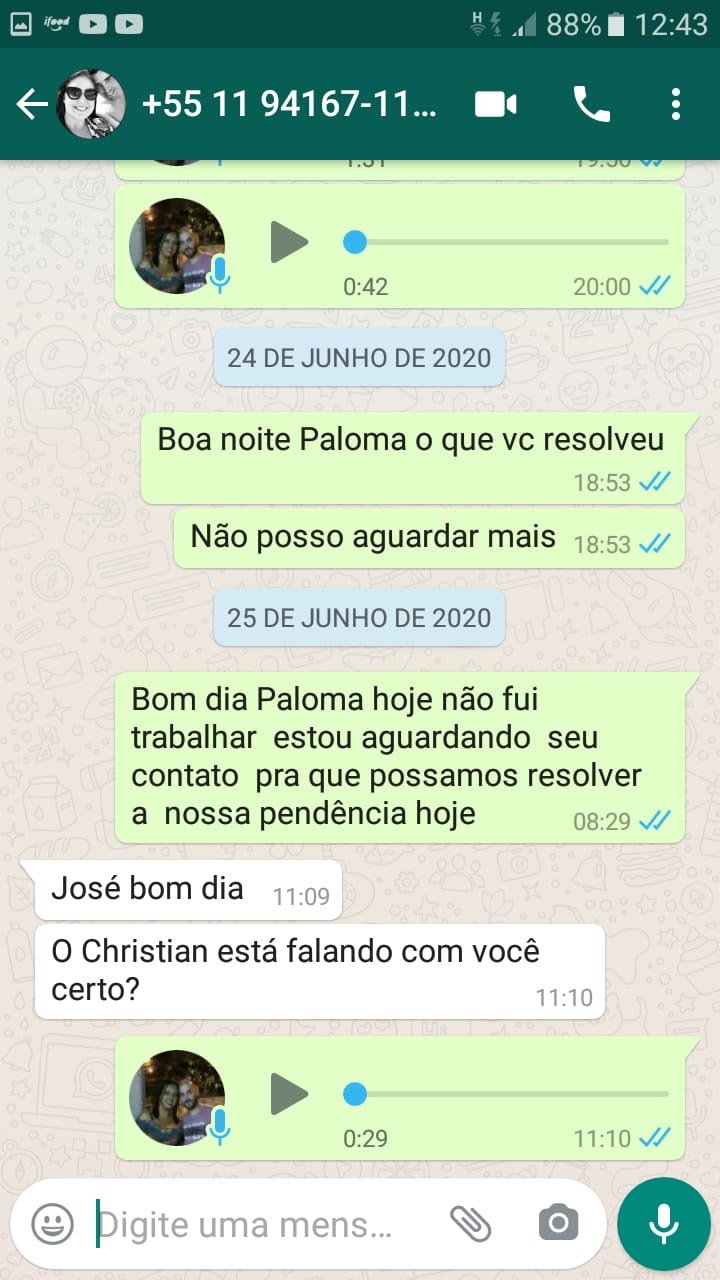 ifood
H
88%
12:43
+55 11 94167-11...
1:31
19:50
0:42
20:00
24 DE JUNHO DE 2020
Boa noite Paloma o que vc resolveu
18:53
Não posso aguardar mais
18:53
25 DE JUNHO DE 2020
Bom dia Paloma hoje não fui
trabalhar estou aguardando seu
contato pra que possamos resolver
a nossa pendência hoje
08:29
José bom dia
11:09
O Christian está falando com você
certo?
11:10
0:29
11:10
Digite uma mens...